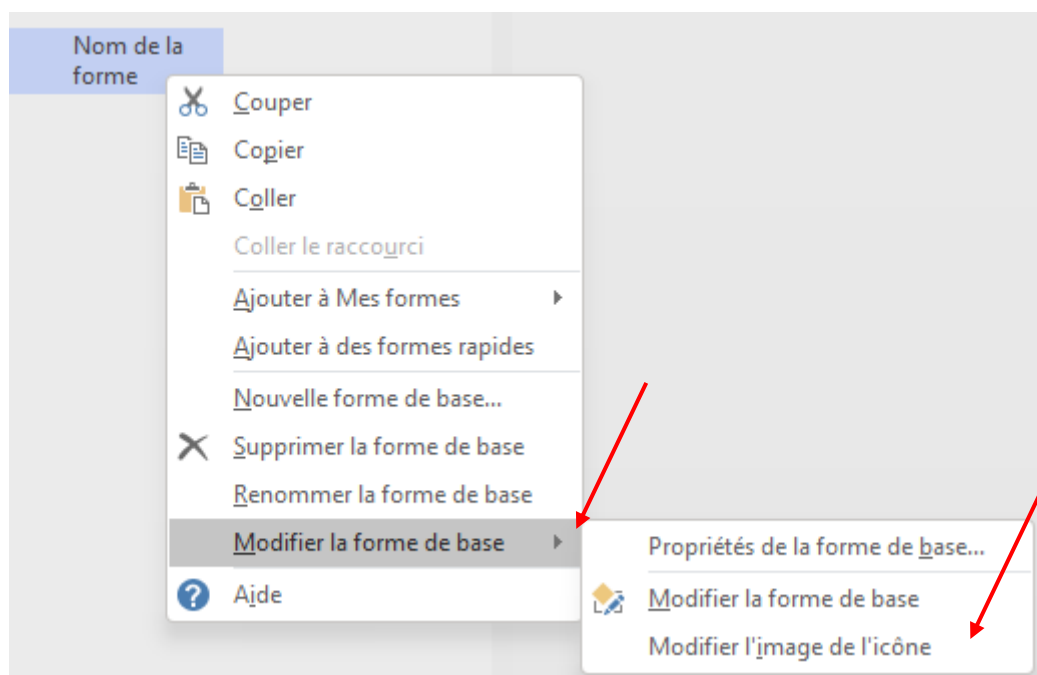 Nom de la
forme
Couper
Copier
Coller
Coller le raccourci
Ajouter à Mes formes
Ajouter à des formes rapides
Nouvelle forme de base...
Supprimer la forme de base
Renommer la forme de base
Modifier la forme de base
Aide
Propriétés de la forme de base...
Modifier la forme de base
Modifier l'image de l'icône